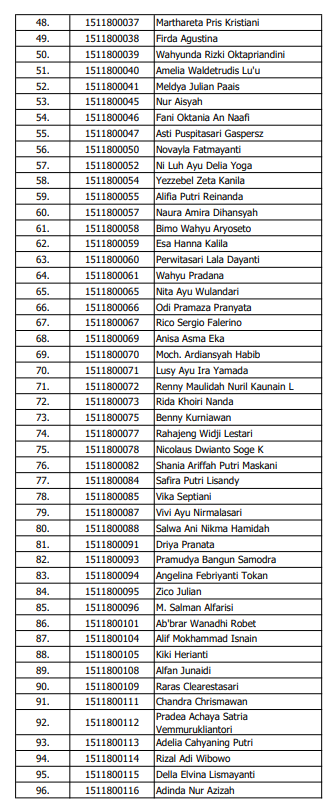 48. 1511800037 Marthareta Pris Kristiani
49. 1511800038 Firda Agustina
50. 1511800039 Wahyunda Rizki Oktapriandini
51. 1511800040 Amelia Waldetrudis Lu'u
52. 1511800041 Meldya Julian Paais
53. 1511800045 Nur Aisyah
54. 1511800046 Fani Oktania An Naafi
55. 1511800047 Asti Puspitasari Gaspersz
56. 1511800050 Novayla Fatmayanti
57. 1511800052 Ni Luh Ayu Delia Yoga
58. 1511800054 Yezzebel Zeta Kanila
59. 1511800055 Alifia Putri Reinanda
60. 1511800057 Naura Amira Dihansyah
61. 1511800058 Bimo Wahyu Aryoseto
62. 1511800059 Esa Hanna Kalila
63. 1511800060 Perwitasari Lala Dayanti
64. 1511800061 Wahyu Pradana
65. 1511800065 Nita Ayu Wulandari
66. 1511800066 Odi Pramaza Pranyata
67. 1511800067 Rico Sergio Falerino
68. 1511800069 Anisa Asma Eka
69. 1511800070 Moch. Ardiansyah Habib
70. 1511800071 Lusy Ayu Ira Yamada
71. 1511800072 Renny Maulidah Nuril Kaunain L
72. 1511800073 Rida Khoiri Nanda
73. 1511800075 Benny Kurniawan
74. 1511800077 Rahajeng Widji Lestari
75. 1511800078 Nicolaus Dwianto Soge K
76. 1511800082 Shania Ariffah Putri Maskani
77. 1511800084 Safira Putri Lisandy
78. 1511800085 Vika Septiani
79. 1511800087 Vivi Ayu Nirmalasari
80. 1511800088 Salwa Ani Nikma Hamidah
81. 1511800091 Driya Pranata
82. 1511800093 Pramudya Bangun Samodra
83. 1511800094 Angelina Febriyanti Tokan
84. 1511800095 Zico Julian
85. 1511800096 M. Salman Alfarisi
86. 1511800101 Ab'brar Wanadhi Robet
87. 1511800104 Alif Mokhammad Isnain
88. 1511800105 Kiki Herianti
89. 1511800108 Alfan Junaidi
90. 1511800109 Raras Clearestasari
91. 1511800111 Chandra Chrismawan
92. 1511800112 Pradea Achaya Satria
Vemmurukliantori
93. 1511800113 Adelia Cahyaning Putri
94. 1511800114 Rizal Adi Wibowo
95. 1511800115 Della Elvina Lismayanti
96. 1511800116 Adinda Nur Azizah